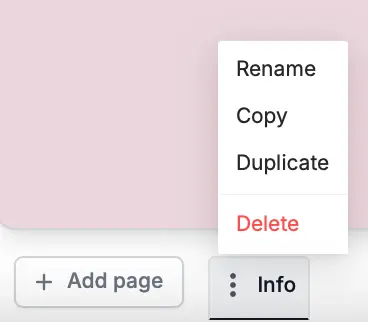 Rename
Copy
Duplicate
Delete
+ Add page
Info